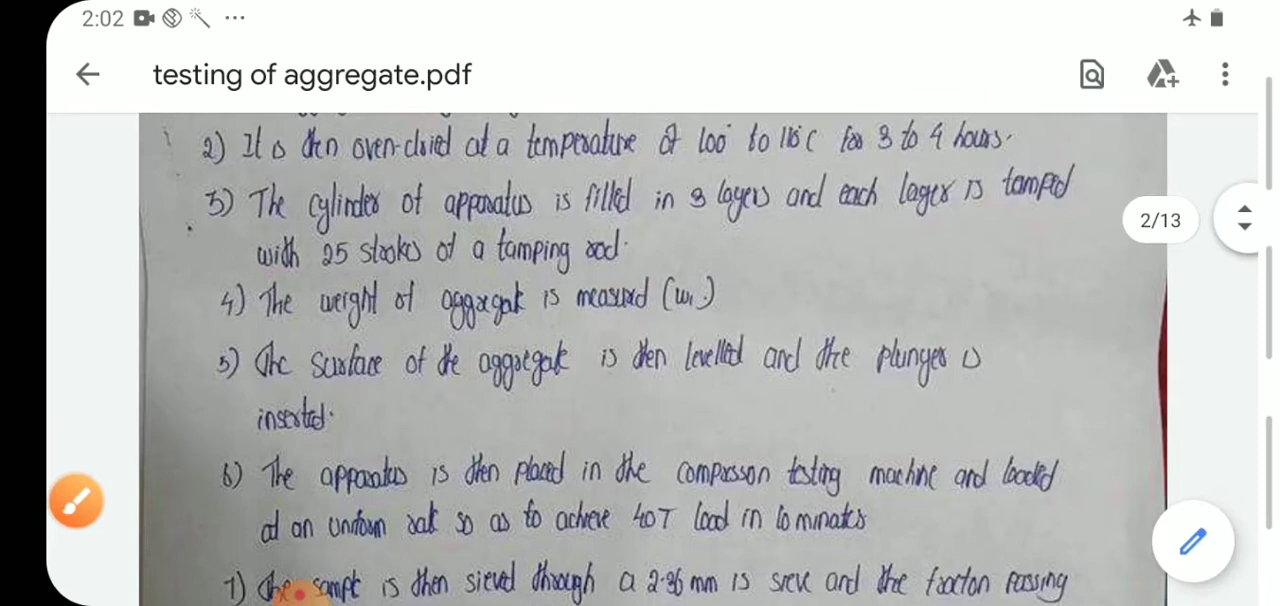 2:02
testing of aggregate.pdf
2) It is then oven-dried at a temperature of 100° to 110°C for 3 to 4 hours.
3) The cylinder of apparatus is filled in 3 layers and each layer is tamped
2/13
with 25 strokes of a tamping rod.
4) The weight of aggregate is measured (W₁.)
5) The surface of the aggregate is then levelled and the plunger is
inserted.
6) The apparatus is then placed in the compression testing machine and loaded
at an uniform rate so as to achieve 40T load in 10 minutes
7) The sample is then sieved through a 2.36 mm IS sieve and the fraction passing